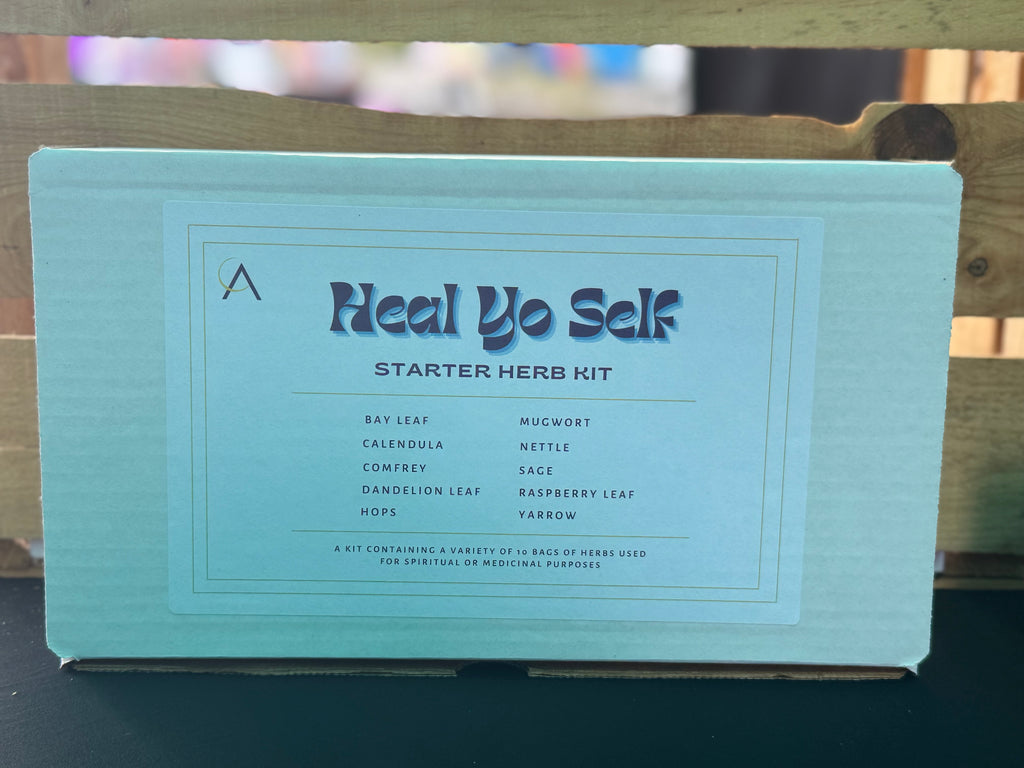 A
Heal Yo Self
STARTER HERB KIT
BAY LEAF
CALENDULA
COMFREY
DANDELION LEAF
HOPS
MUGWORT
NETTLE
SAGE
RASPBERRY LEAF
YARROW
A KIT CONTAINING A VARIETY OF 10 BAGS OF HERBS USED
FOR SPIRITUAL OR MEDICINAL PURPOSES